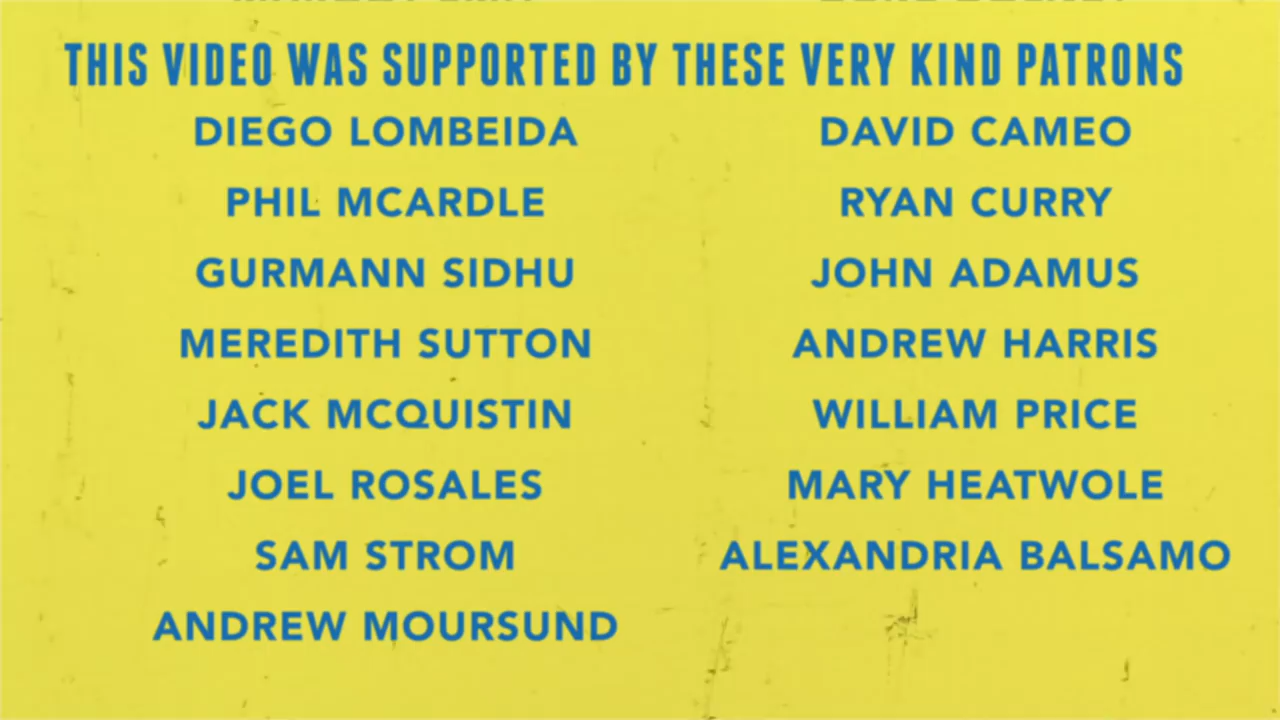 THIS VIDEO WAS SUPPORTED BY THESE VERY KIND PATRONS
DIEGO LOMBEIDA
PHIL MCARDLE
GURMANN SIDHU
MEREDITH SUTTON
JACK MCQUISTIN
JOEL ROSALES
SAM STROM
ANDREW MOURSUND
DAVID CAMEO
RYAN CURRY
JOHN ADAMUS
ANDREW HARRIS
WILLIAM PRICE
MARY HEATWOLE
ALEXANDRIA BALSAMO